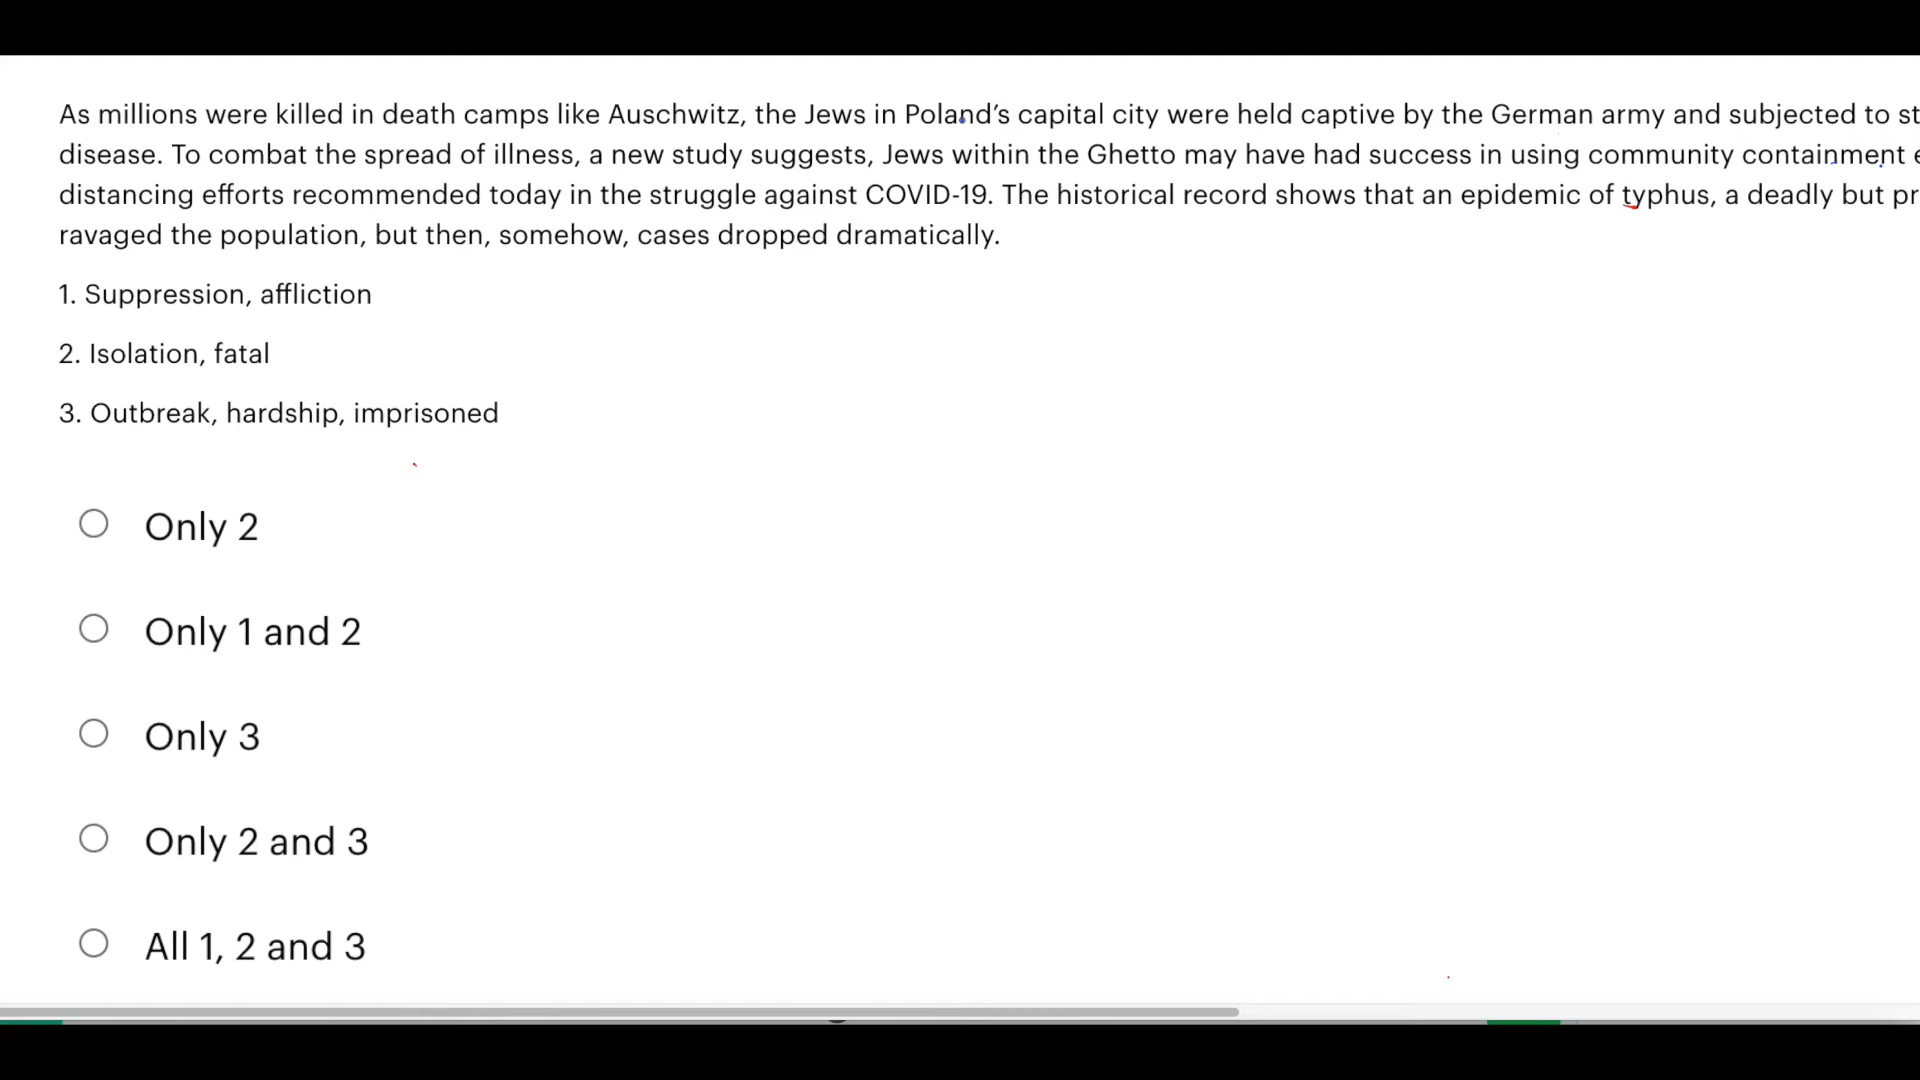 As millions were killed in death camps like Auschwitz, the Jews in Poland’s capital city were held captive by the German army and subjected to
disease. To combat the spread of illness, a new study suggests, Jews within the Ghetto may have had success in using community containment
distancing efforts recommended today in the struggle against COVID-19. The historical record shows that an epidemic of typhus, a deadly but
ravaged the population, but then, somehow, cases dropped dramatically.
1. Suppression, affliction
2. Isolation, fatal
3. Outbreak, hardship, imprisoned
Only 2
Only 1 and 2
Only 3
Only 2 and 3
All 1, 2 and 3